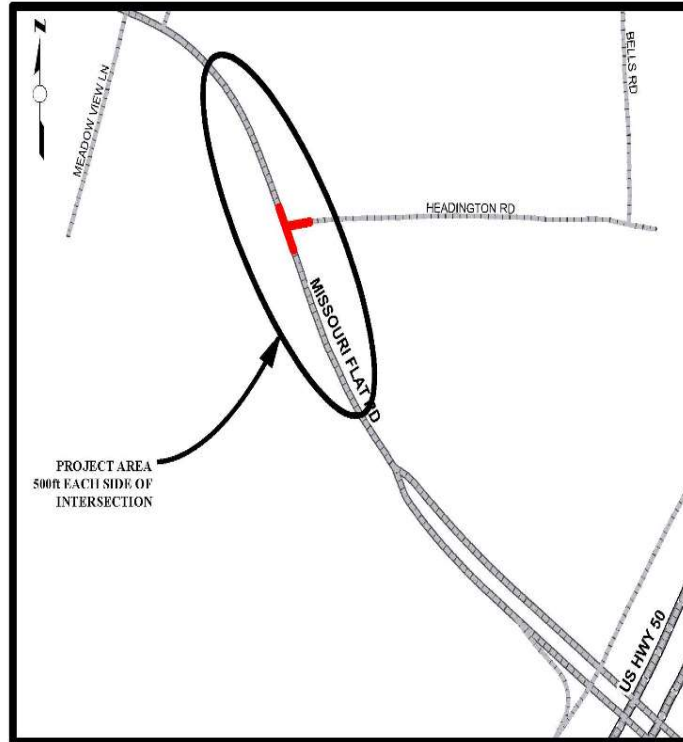 N
MEADOW VIEW LN
BELLS RD
HEADINGTON RD
MISSOURI FLAT RD
PROJECT AREA
500ft EACH SIDE OF
INTERSECTION
US HWY 50